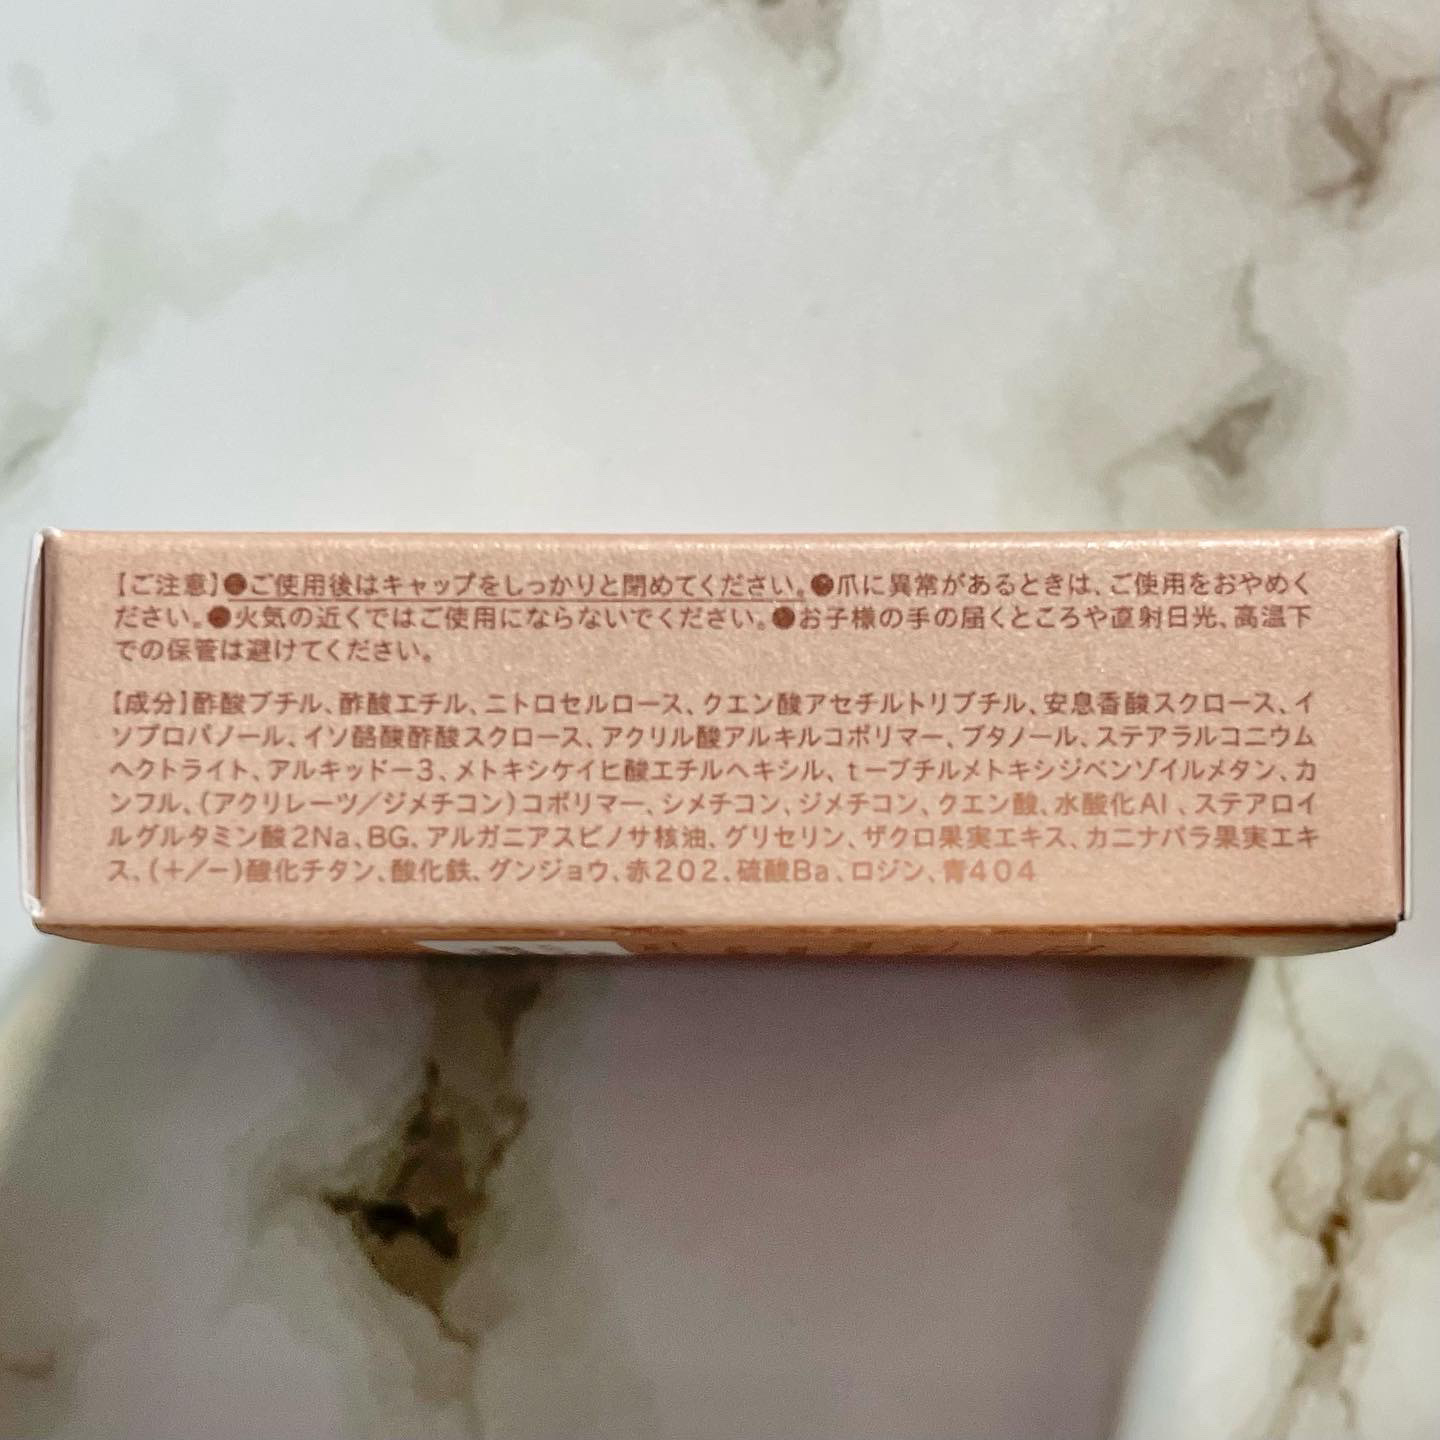 【ご注意】●ご使用後はキャップをしっかりと閉めてください。●爪に異常があるときは、ご使用をおやめく
ださい。●火気の近くではご使用にならないでください。●お子様の手の届くところや直射日光、高温下
での保管は避けてください。
【成分】酢酸ブチル、酢酸エチル、ニトロセルロース、クエン酸アセチルトリブチル、安息香酸スクロース、イ
ソプロパノール、イソ酪酸酢酸スクロース、アクリル酸アルキルコポリマー、ブタノール、ステアラルコニウム
ヘクトライト、アルキッドー3、メトキシケイヒ酸エチルヘキシル、tーブチルメトキシジベンゾイルメタン、カ
ンフル、(アクリレーツ/ジメチコン)コポリマー、シメチコン、ジメチコン、クエン酸、水酸化Al、ステアロイ
ルグルタミン酸2Na、BG、アルガニアスピノサ核油、グリセリン、ザクロ果実エキス、カニナバラ果実エキ
ス、(+/ー)酸化チタン、酸化鉄、グンジョウ、赤202、硫酸Ba、ロジン、青404